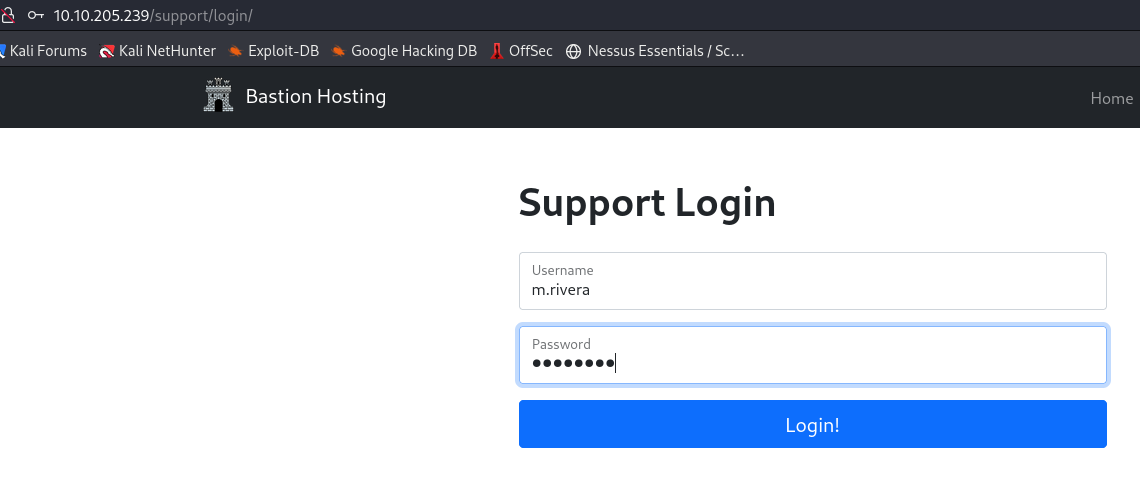 10.10.205.239/support/login/
Kali Forums Kali NetHunter Exploit-DB Google Hacking DB OffSec Nessus Essentials / Sc...
Bastion Hosting
Home
Support Login
Username
m.rivera
Password
••••••••
Login!